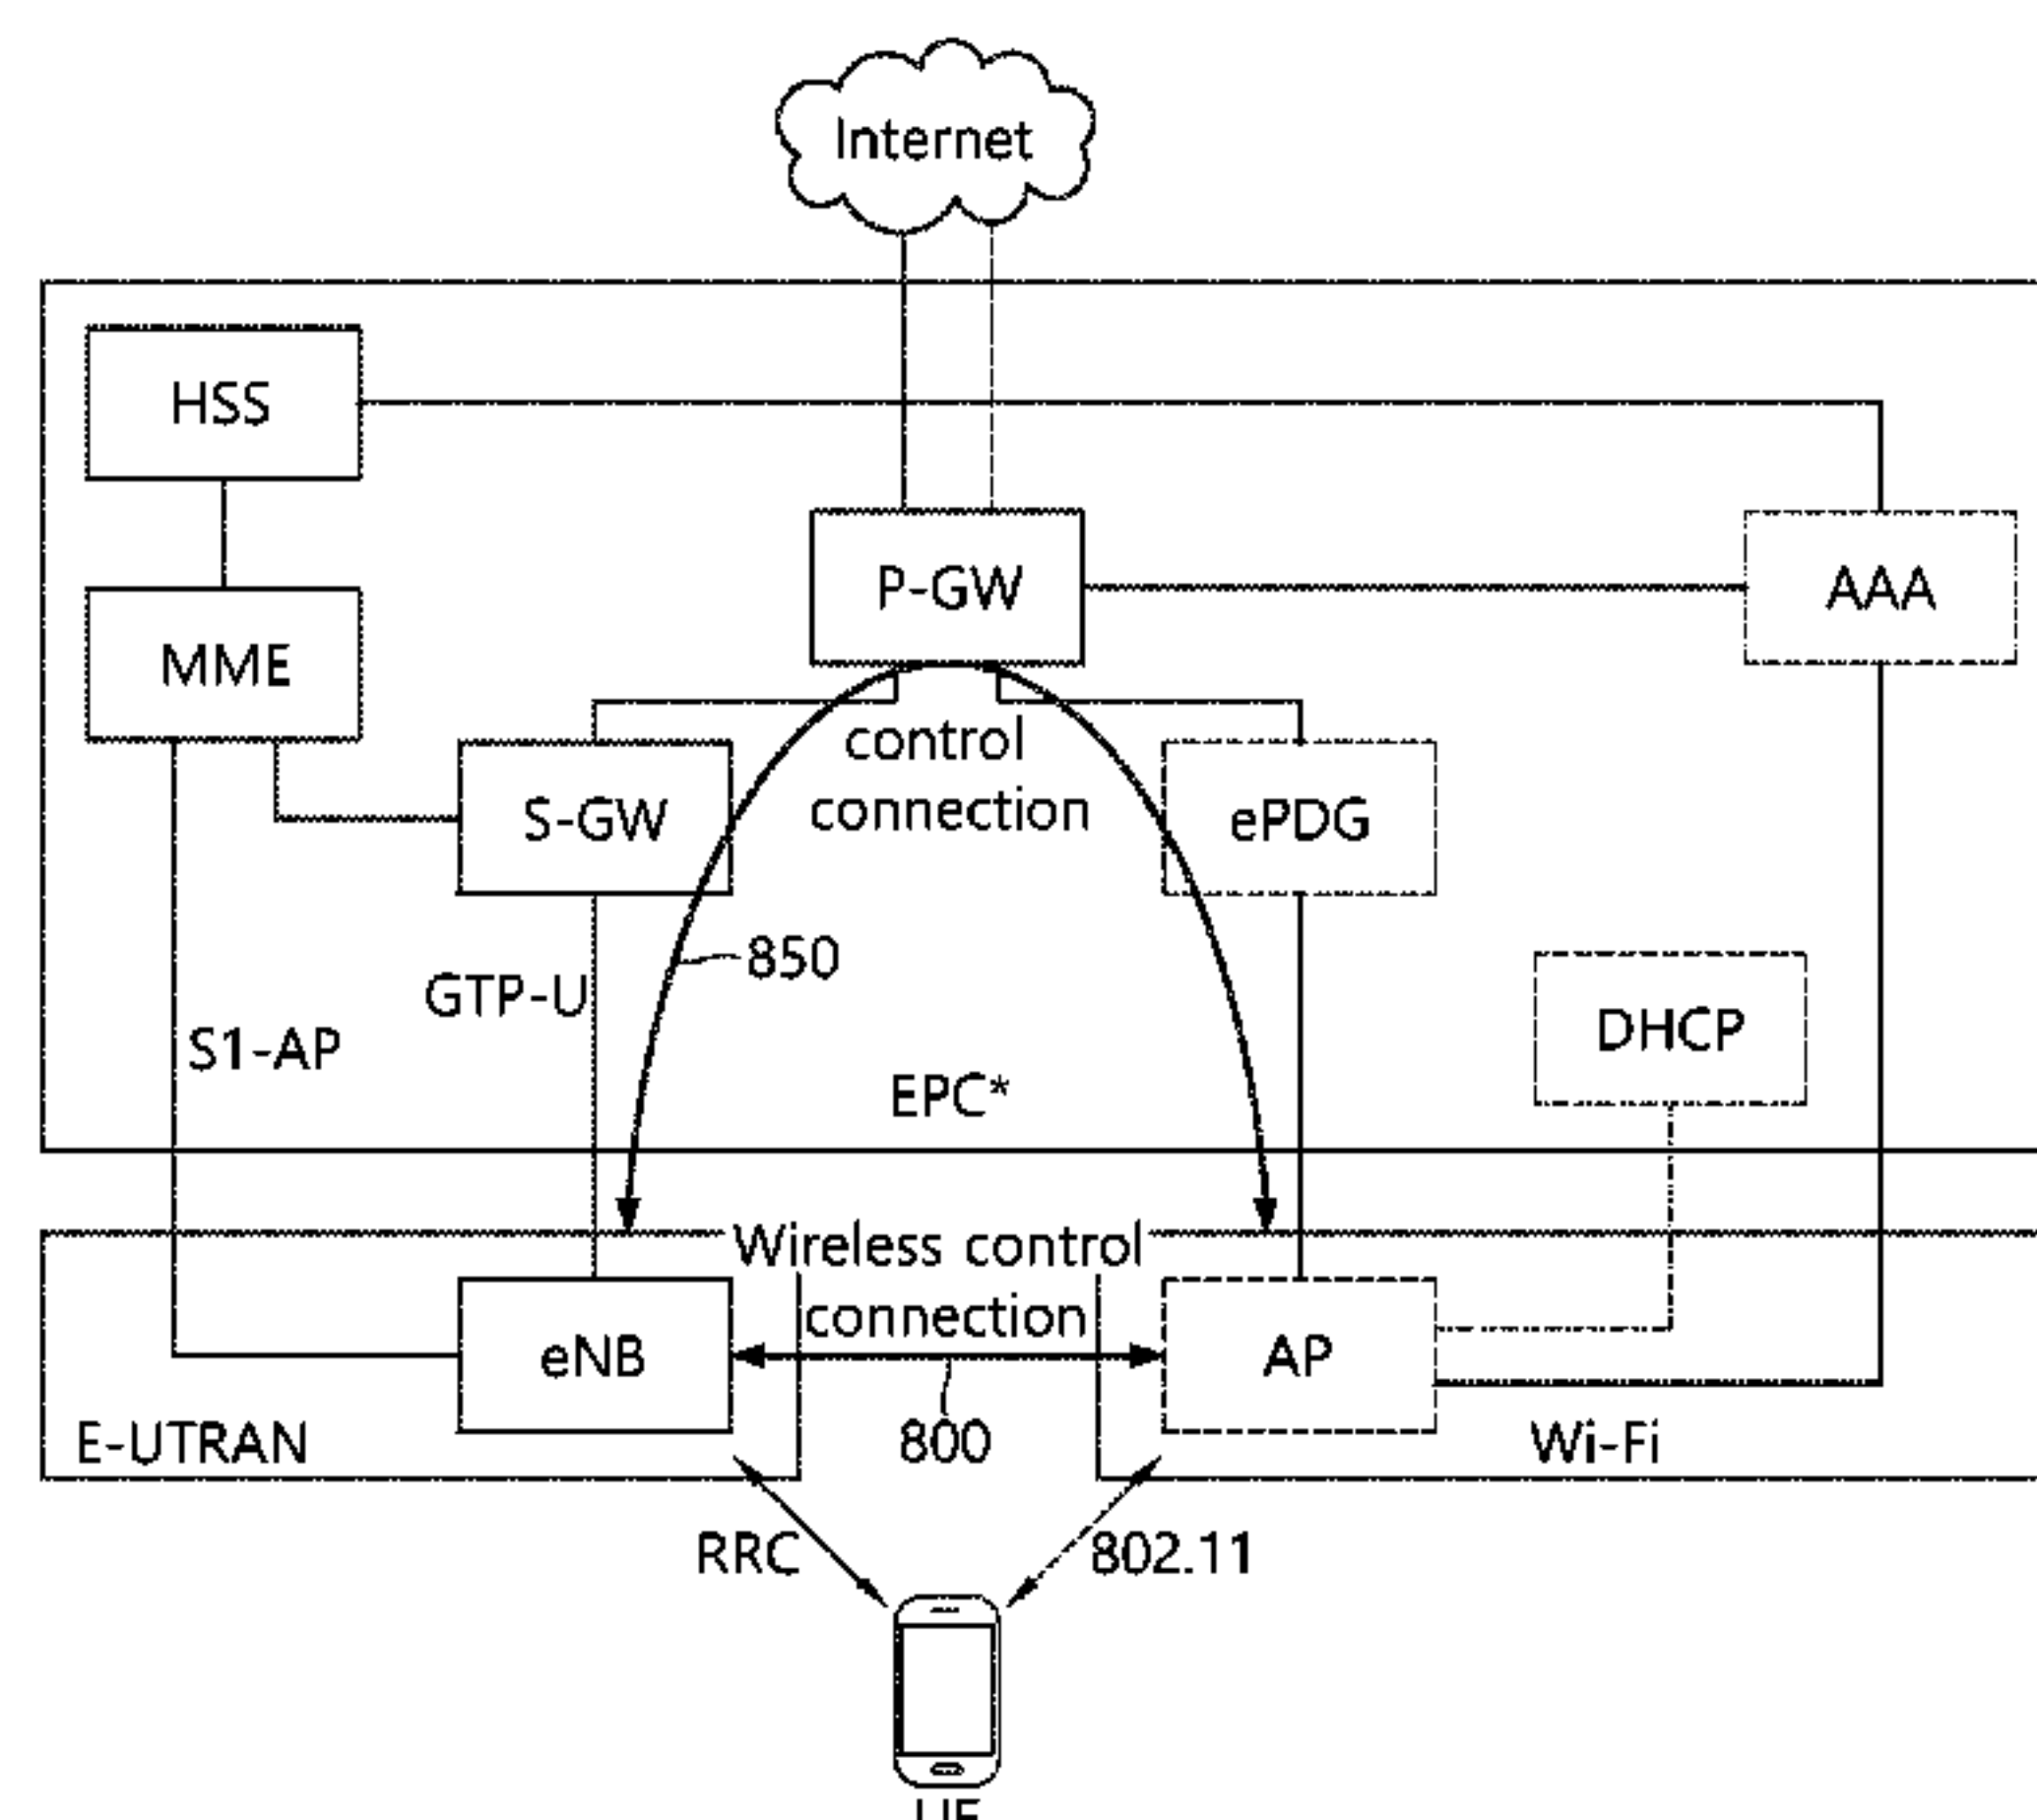 Internet
HSS
P-GW
AAA
MME
control
connection
S-GW
ePDG
850
GTP-U
DHCP
S1-AP
EPC*
Wireless control
connection
eNB
AP
800
E-UTRAN
Wi-Fi
RRC
802.11
UE